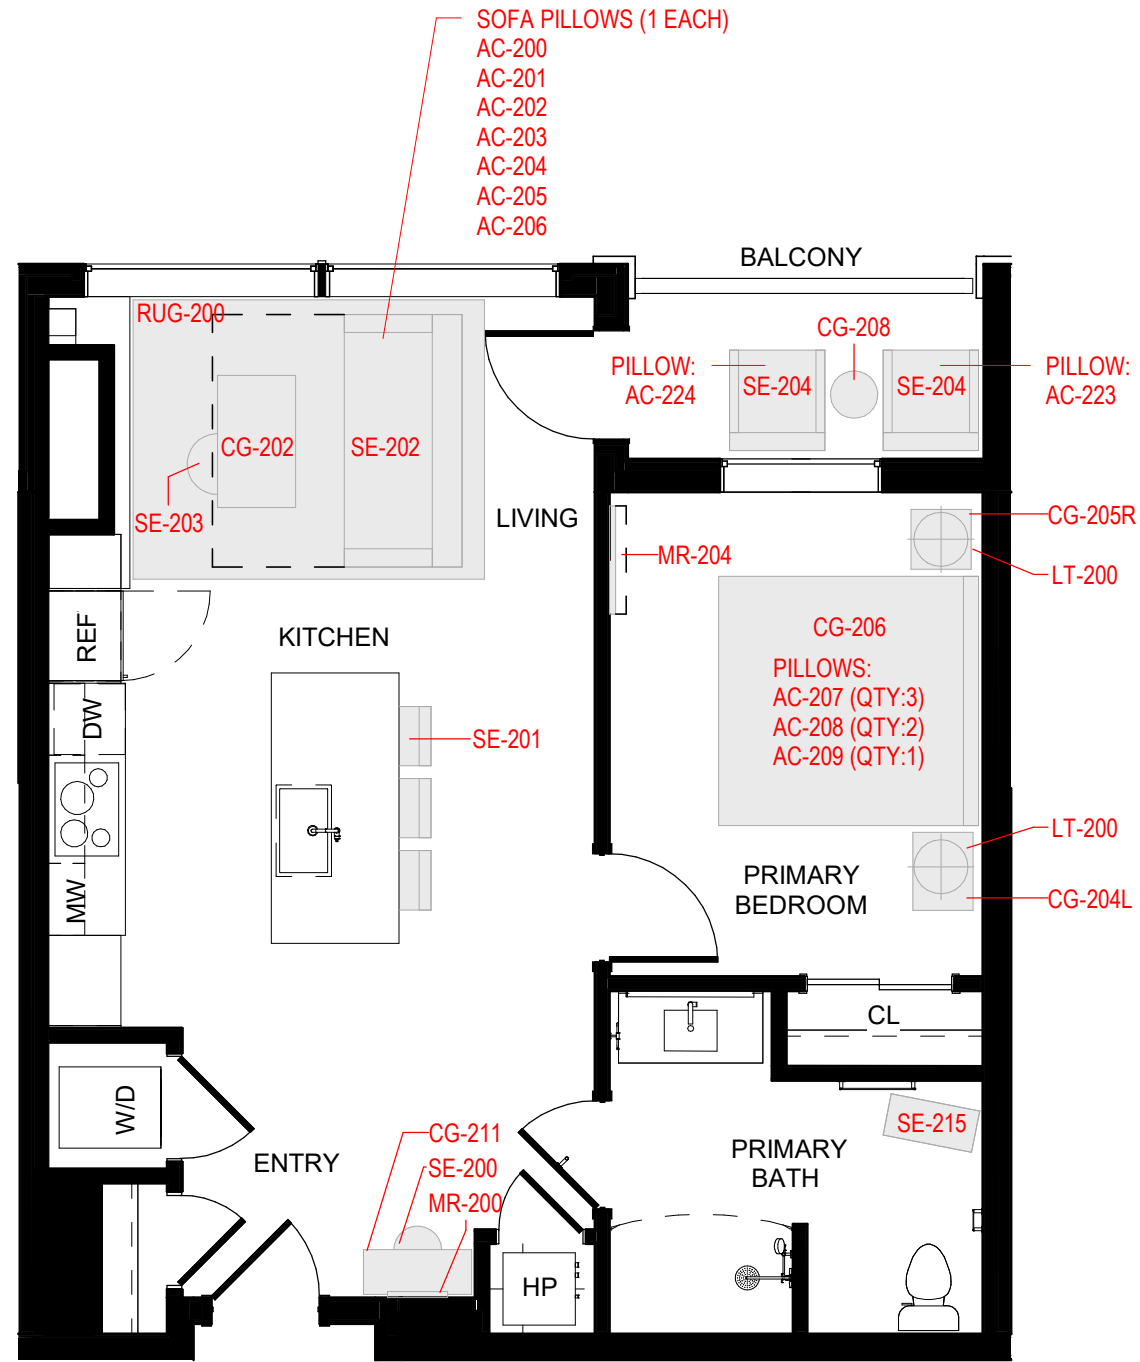 SOFA PILLOWS (1 EACH)
AC-200
AC-201
AC-202
AC-203
AC-204
AC-205
AC-206
BALCONY
RUG-200
CG-208
PILLOW:
AC-224
SE-204
SE-204
PILLOW:
AC-223
CG-202
SE-202
SE-203
LIVING
CG-205R
MR-204
LT-200
REF
KITCHEN
CG-206
PILLOWS:
AC-207 (QTY:3)
AC-208 (QTY:2)
AC-209 (QTY:1)
DW
SE-201
LT-200
MW
PRIMARY
BEDROOM
CG-204L
CL
W/D
CG-211
SE-215
ENTRY
SE-200
PRIMARY
BATH
MR-200
HP